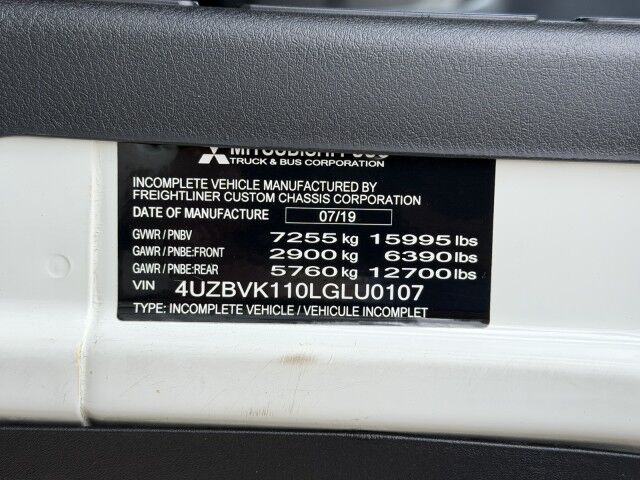 TRUCK & BUS CORPORATION
INCOMPLETE VEHICLE MANUFACTURED BY
FREIGHTLINER CUSTOM CHASSIS CORPORATION
DATE OF MANUFACTURE 07/19
GVWR / PNBV 7255 kg 15995 lbs
GAWR / PNBE:FRONT 2900 kg 6390 lbs
GAWR / PNBE:REAR 5760 kg 12700 lbs
VIN 4UZBVK110LGLU0107
TYPE: INCOMPLETE VEHICLE / VEHICULE INCOMPLET